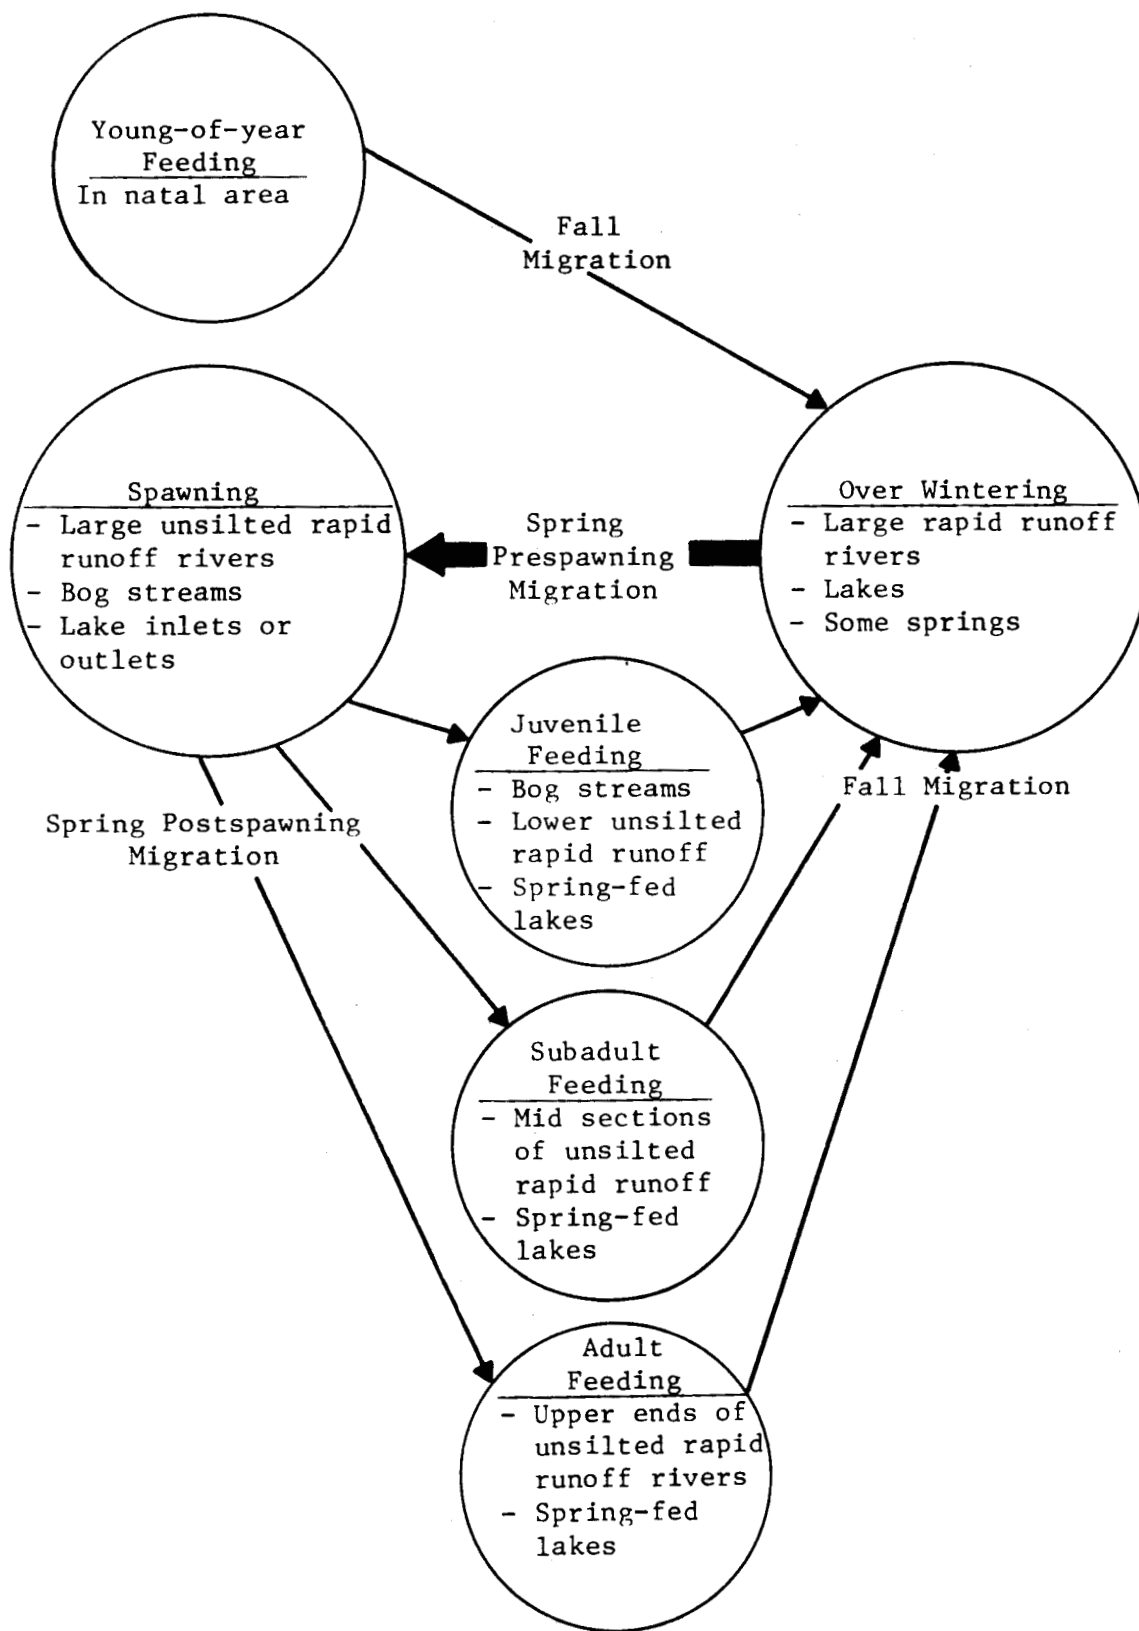 Young-of-year
Feeding
In natal area
Fall
Migration
Spawning
- Large unsilted rapid
runoff rivers
- Bog streams
- Lake inlets or
outlets
Spring
Prespawning
Migration
Over Wintering
- Large rapid runoff
rivers
- Lakes
- Some springs
Juvenile
Feeding
- Bog streams
- Lower unsilted
rapid runoff
- Spring-fed
lakes
Spring Postspawning
Migration
Fall Migration
Subadult
Feeding
- Mid sections
of unsilted
rapid runoff
- Spring-fed
lakes
Adult
Feeding
- Upper ends of
unsilted rapid
runoff rivers
- Spring-fed
lakes